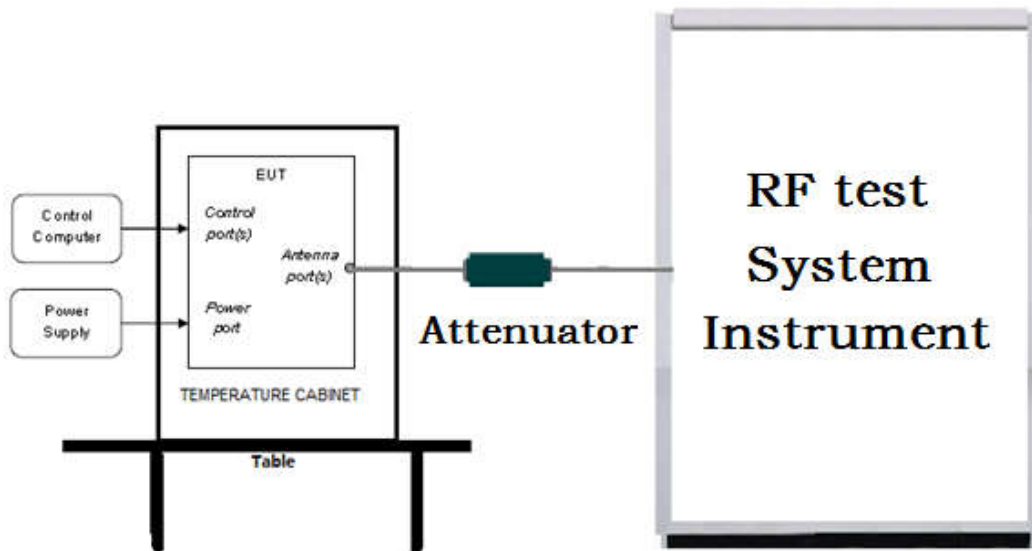 EUT
Control
Computer
Control
port(s)
Antenna
port(s)
Power
Supply
Power
port
TEMPERATURE CABINET
Table
Attenuator
RF test
System
Instrument